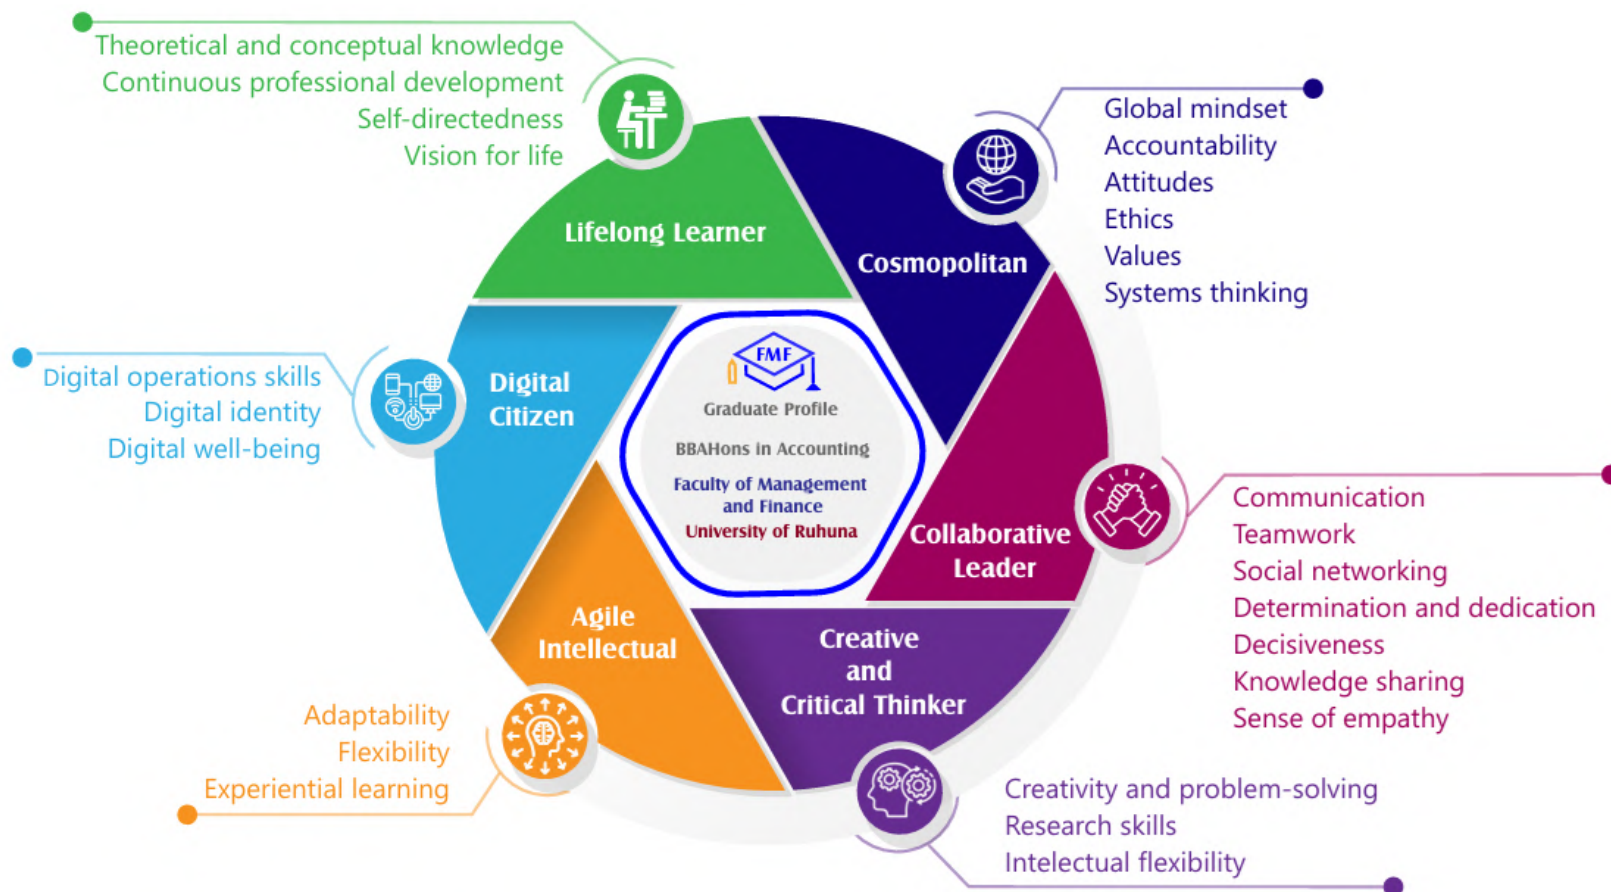 Theoretical and conceptual knowledge
Continuous professional development
Self-directedness
Vision for life
Lifelong Learner
Global mindset
Accountability
Attitudes
Ethics
Values
Systems thinking
Cosmopolitan
Digital operations skills
Digital identity
Digital well-being
Digital
Citizen
FMF
Graduate Profile
BBAHons in Accounting
Faculty of Management
and Finance
University of Ruhuna
Collaborative
Leader
Communication
Teamwork
Social networking
Determination and dedication
Decisiveness
Knowledge sharing
Sense of empathy
Agile
Intellectual
Adaptability
Flexibility
Experiential learning
Creative
and
Critical Thinker
Creativity and problem-solving
Research skills
Intelectual flexibility